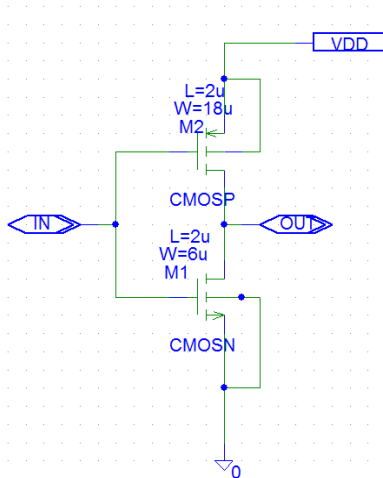 VDD
L=2u
W=18u
M2
CMOSP
IN
OUT
L=2u
W=6u
M1
CMOSN
0